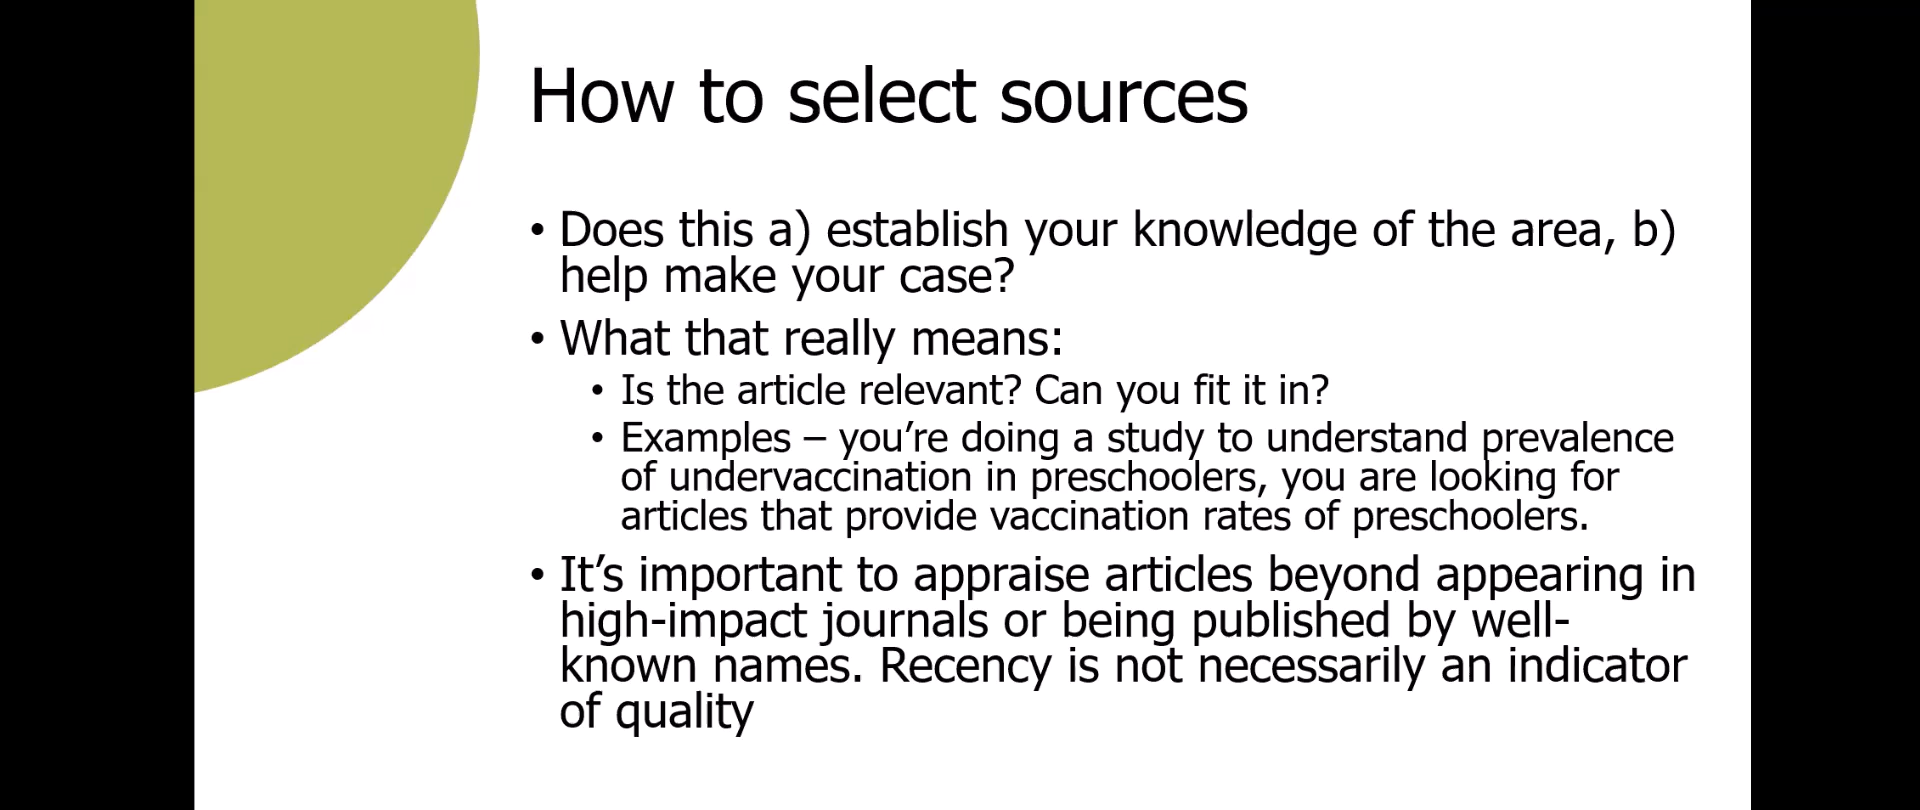 How to select sources
• Does this a) establish your knowledge of the area, b)
help make your case?
• What that really means:
• Is the article relevant? Can you fit it in?
• Examples – you’re doing a study to understand prevalence
of undervaccination in preschoolers, you are looking for
articles that provide vaccination rates of preschoolers.
• It’s important to appraise articles beyond appearing in
high-impact journals or being published by well-
known names. Recency is not necessarily an indicator
of quality